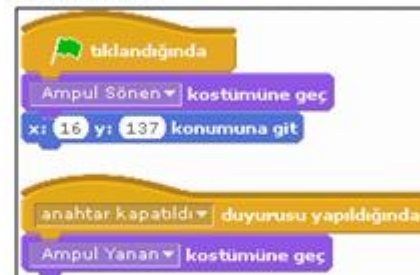 tıklandığında
Ampul Sönen kostümüne geç
x: 16 y: 137 konumuna git
anahtar kapatıldı duyurusu yapıldığında
Ampul Yanan kostümüne geç